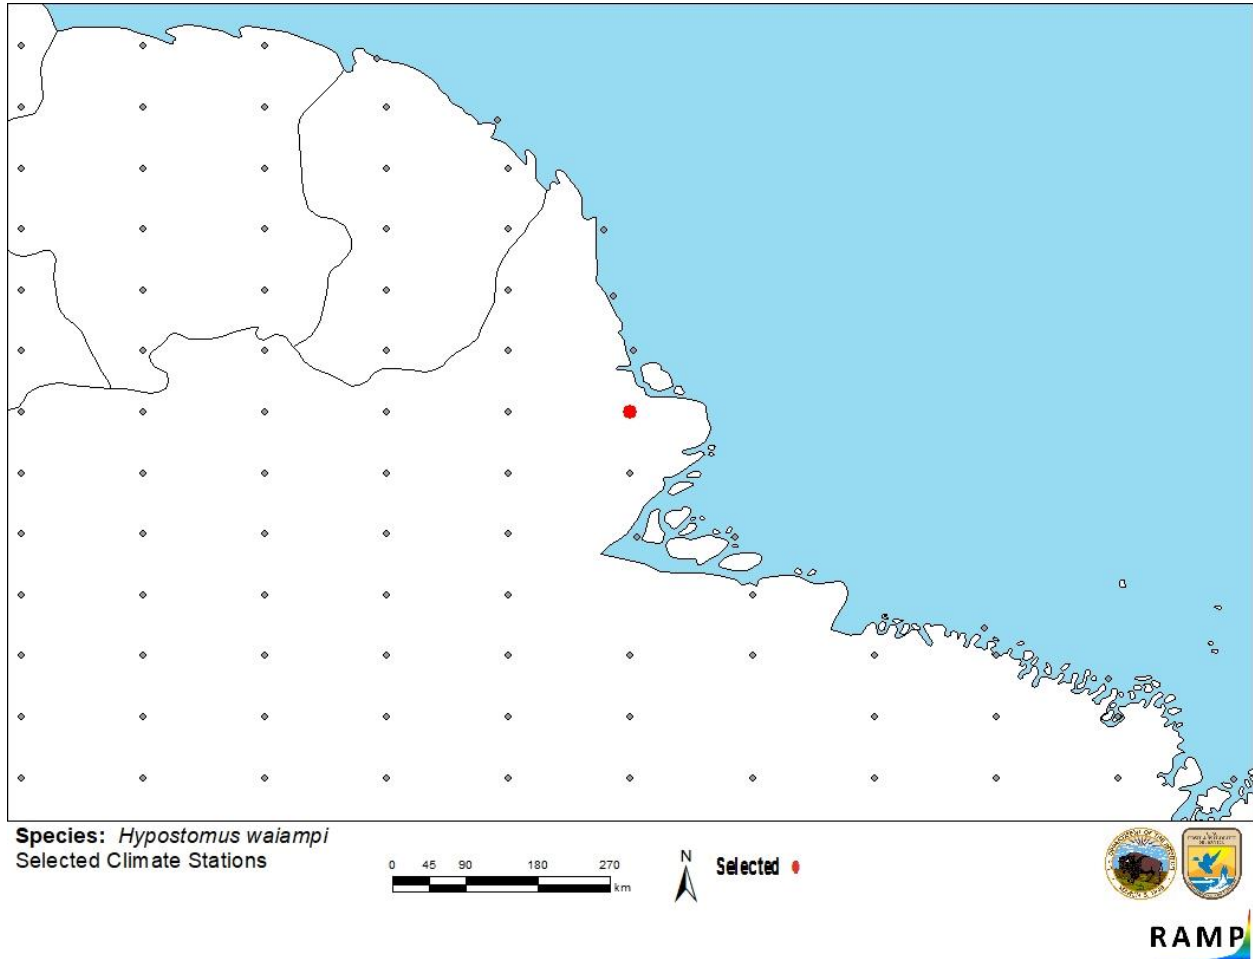 Species: Hypostomus waiampi
Selected Climate Stations
0 45 90 180 270
km
N
Selected
RAMP